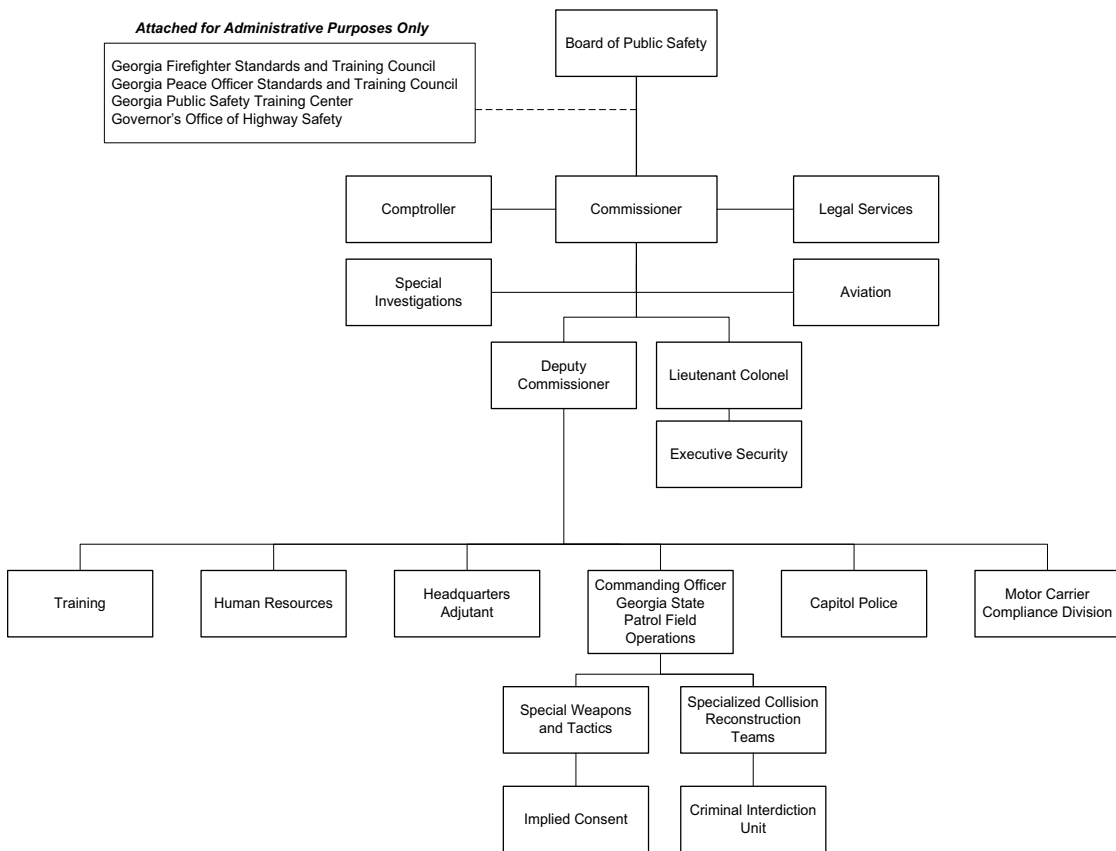 Attached for Administrative Purposes Only
Georgia Firefighter Standards and Training Council
Georgia Peace Officer Standards and Training Council
Georgia Public Safety Training Center
Governor's Office of Highway Safety
Board of Public Safety
Comptroller
Commissioner
Legal Services
Special
Investigations
Aviation
Deputy
Commissioner
Lieutenant Colonel
Executive Security
Training
Human Resources
Headquarters
Adjutant
Commanding Officer
Georgia State
Patrol Field
Operations
Capitol Police
Motor Carrier
Compliance Division
Special Weapons
and Tactics
Specialized Collision
Reconstruction
Teams
Implied Consent
Criminal Interdiction
Unit